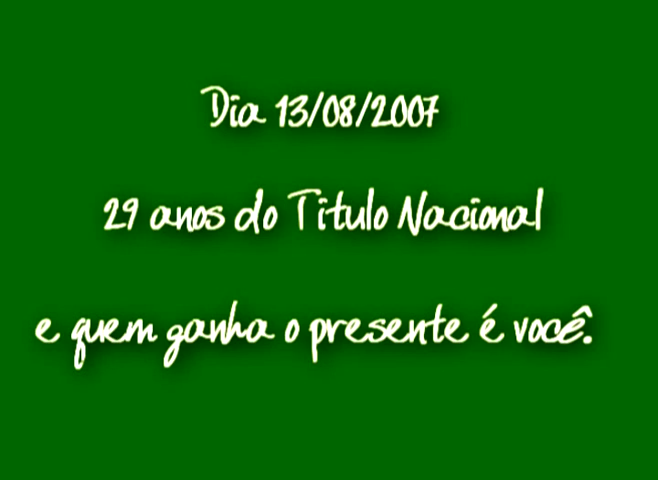 Dia 13/08/2007
29 anos do Titulo Nacional
e quem ganha o presente é você.